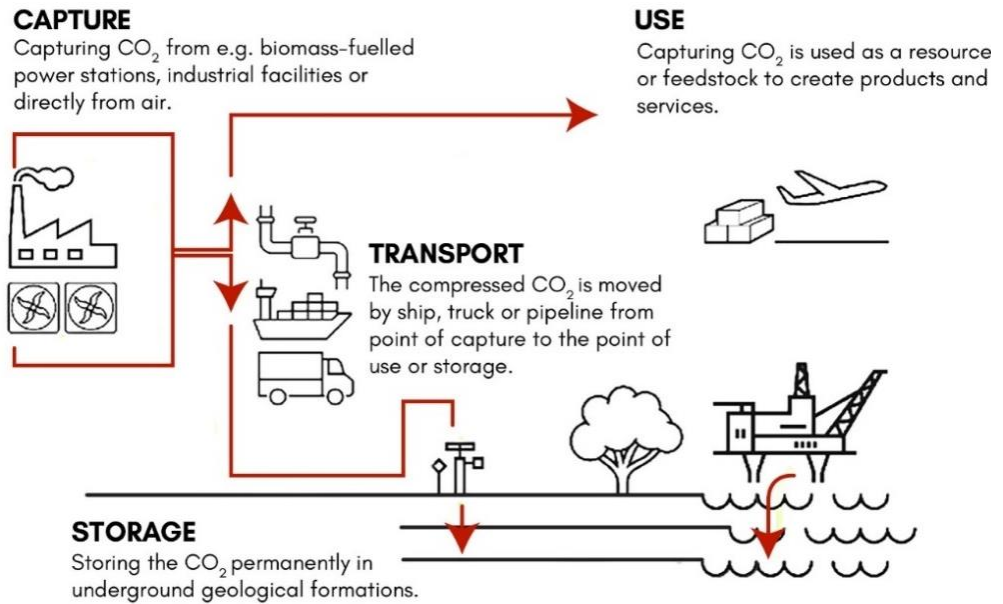 CAPTURE
Capturing CO₂ from e.g. biomass-fuelled
power stations, industrial facilities or
directly from air.
USE
Capturing CO₂ is used as a resource
or feedstock to create products and
services.
TRANSPORT
The compressed CO₂ is moved
by ship, truck or pipeline from
point of capture to the point of
use or storage.
STORAGE
Storing the CO₂ permanently in
underground geological formations.